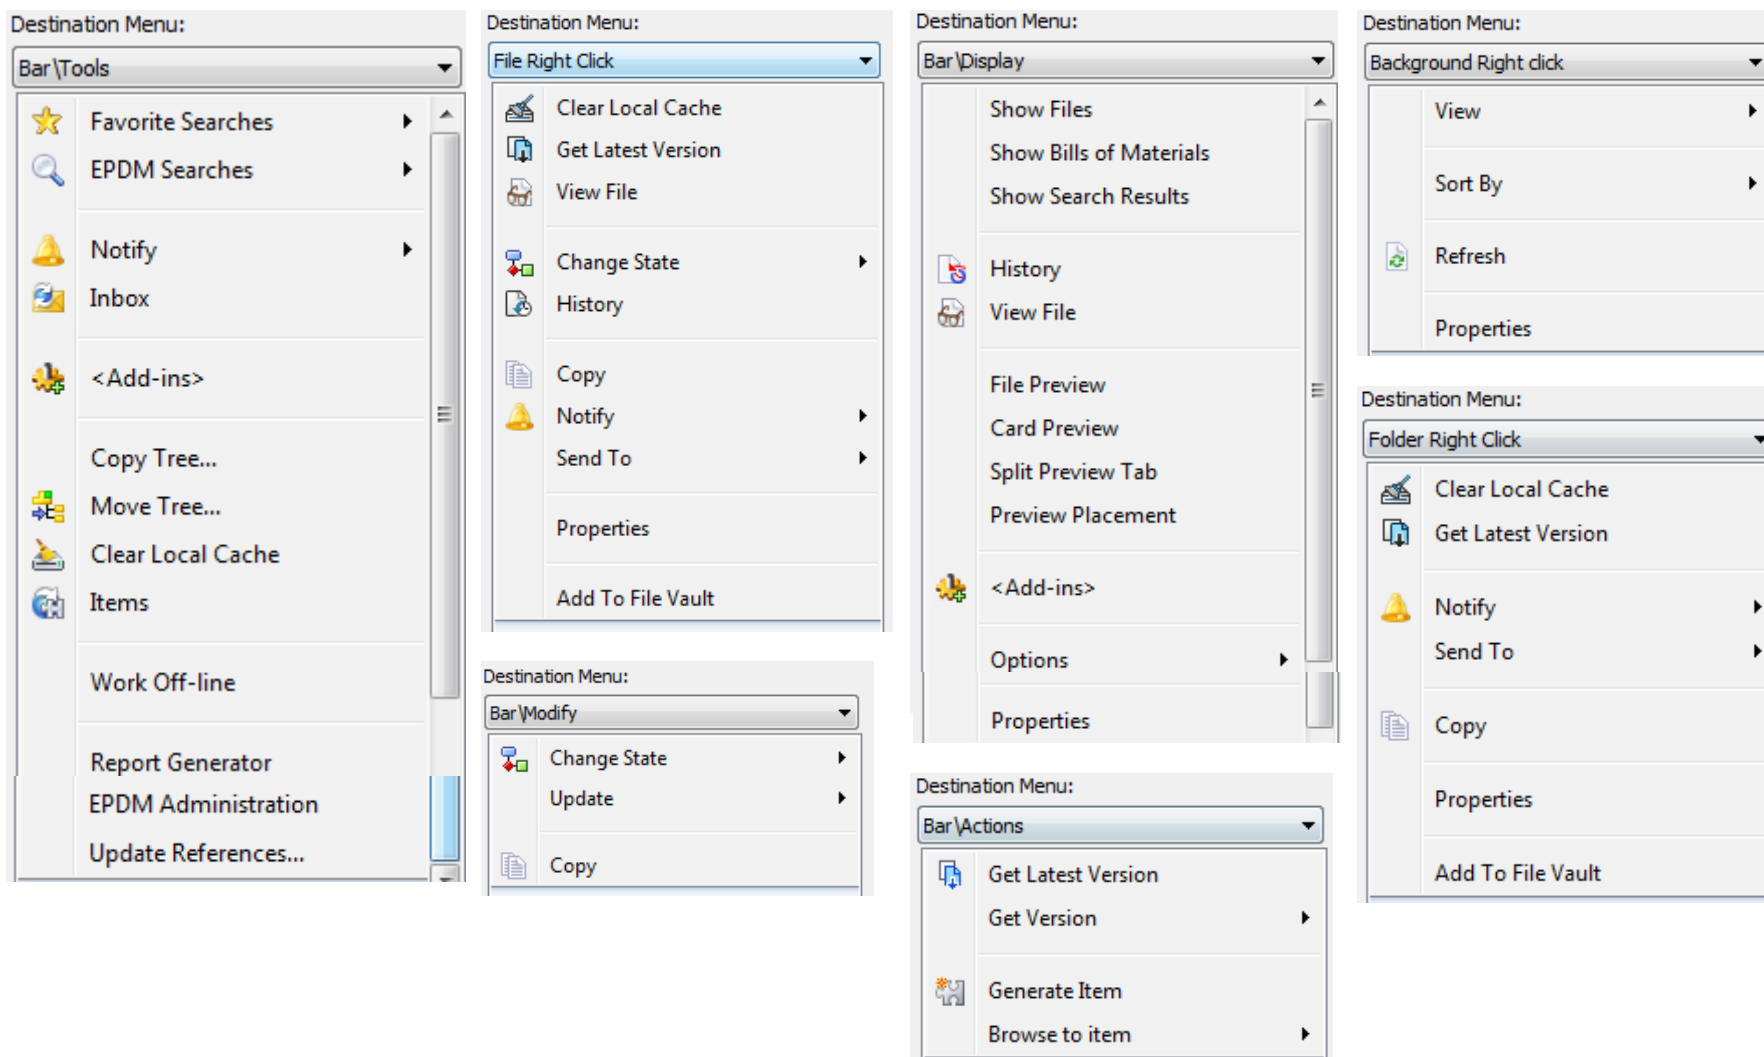 Destination Menu:
Bar\Tools
Favorite Searches
EPDM Searches
Notify
Inbox
<Add-ins>
Copy Tree...
Move Tree...
Clear Local Cache
Items
Work Off-line
Report Generator
EPDM Administration
Update References...
Destination Menu:
File Right Click
Clear Local Cache
Get Latest Version
View File
Change State
History
Copy
Notify
Send To
Properties
Add To File Vault
Destination Menu:
Bar\Modify
Change State
Update
Copy
Destination Menu:
Bar\Display
Show Files
Show Bills of Materials
Show Search Results
History
View File
File Preview
Card Preview
Split Preview Tab
Preview Placement
<Add-ins>
Options
Properties
Destination Menu:
Bar\Actions
Get Latest Version
Get Version
Generate Item
Browse to item
Destination Menu:
Background Right click
View
Sort By
Refresh
Properties
Destination Menu:
Folder Right Click
Clear Local Cache
Get Latest Version
Notify
Send To
Copy
Properties
Add To File Vault